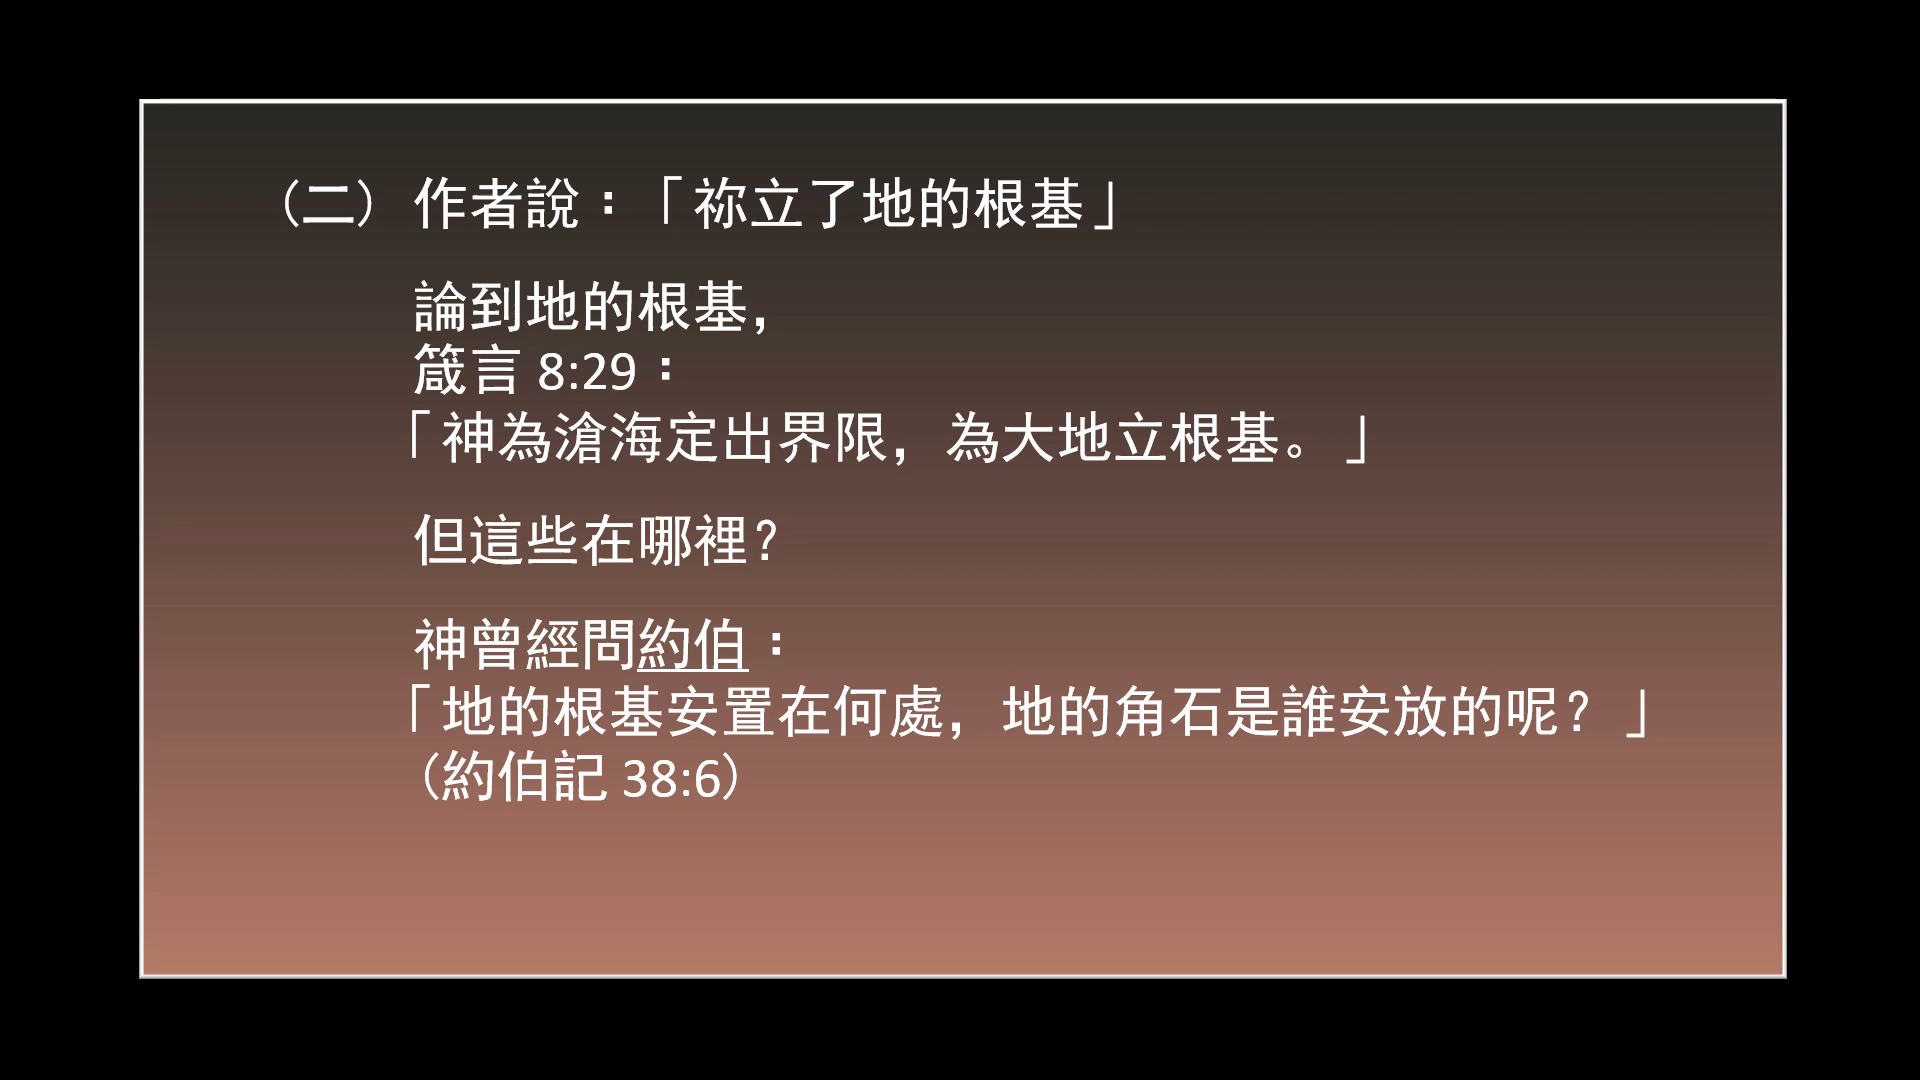 （二） 作者說：「祢立了地的根基」
論到地的根基，
箴言 8:29：
「神為滄海定出界限，為大地立根基。」
但這些在哪裡？
神曾經問約伯：
「地的根基安置在何處，地的角石是誰安放的呢？」
（約伯記 38:6）